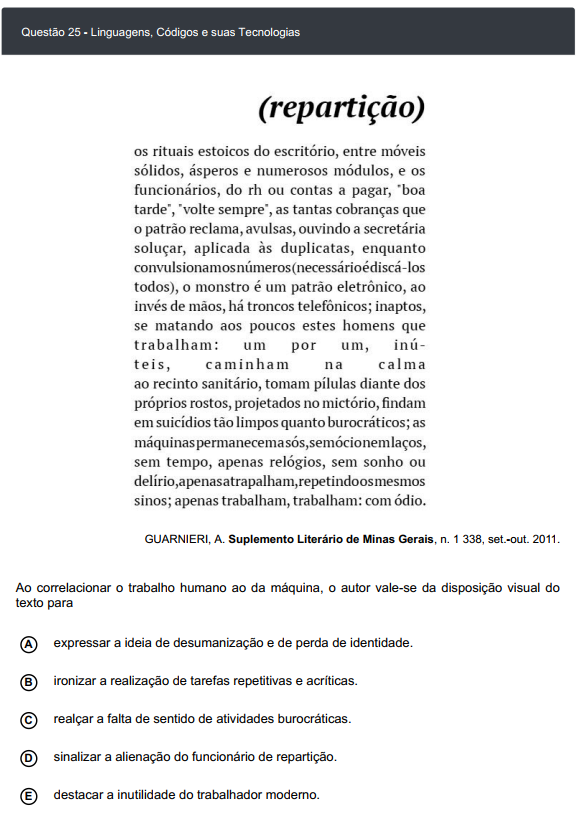 Questão 25 - Linguagens, Códigos e suas Tecnologias
(repartição)
os rituais estoicos do escritório, entre móveis
sólidos, ásperos e numerosos módulos, e os
funcionários, do rh ou contas a pagar, "boa
tarde", "volte sempre", as tantas cobranças que
o patrão reclama, avulsas, ouvindo a secretária
soluçar, aplicada às duplicatas, enquanto
convulsionamosnúmeros(necessárioédiscá-los
todos), o monstro é um patrão eletrônico, ao
invés de mãos, há troncos telefônicos; inaptos,
se matando aos poucos estes homens que
trabalham: um por um, inú-
teis, caminham na calma
ao recinto sanitário, tomam pílulas diante dos
próprios rostos, projetados no mictório, findam
em suicídios tão limpos quanto burocráticos; as
máquinaspermanecemasós,semócionemlaços,
sem tempo, apenas relógios, sem sonho ou
delírio,apenasatrapalham,repetindoosmesmos
sinos; apenas trabalham, trabalham: com ódio.
GUARNIERI, A. Suplemento Literário de Minas Gerais, n. 1 338, set.-out. 2011.
Ao correlacionar o trabalho humano ao da máquina, o autor vale-se da disposição visual do
texto para
A expressar a ideia de desumanização e de perda de identidade.
B ironizar a realização de tarefas repetitivas e acríticas.
C realçar a falta de sentido de atividades burocráticas.
D sinalizar a alienação do funcionário de repartição.
E destacar a inutilidade do trabalhador moderno.